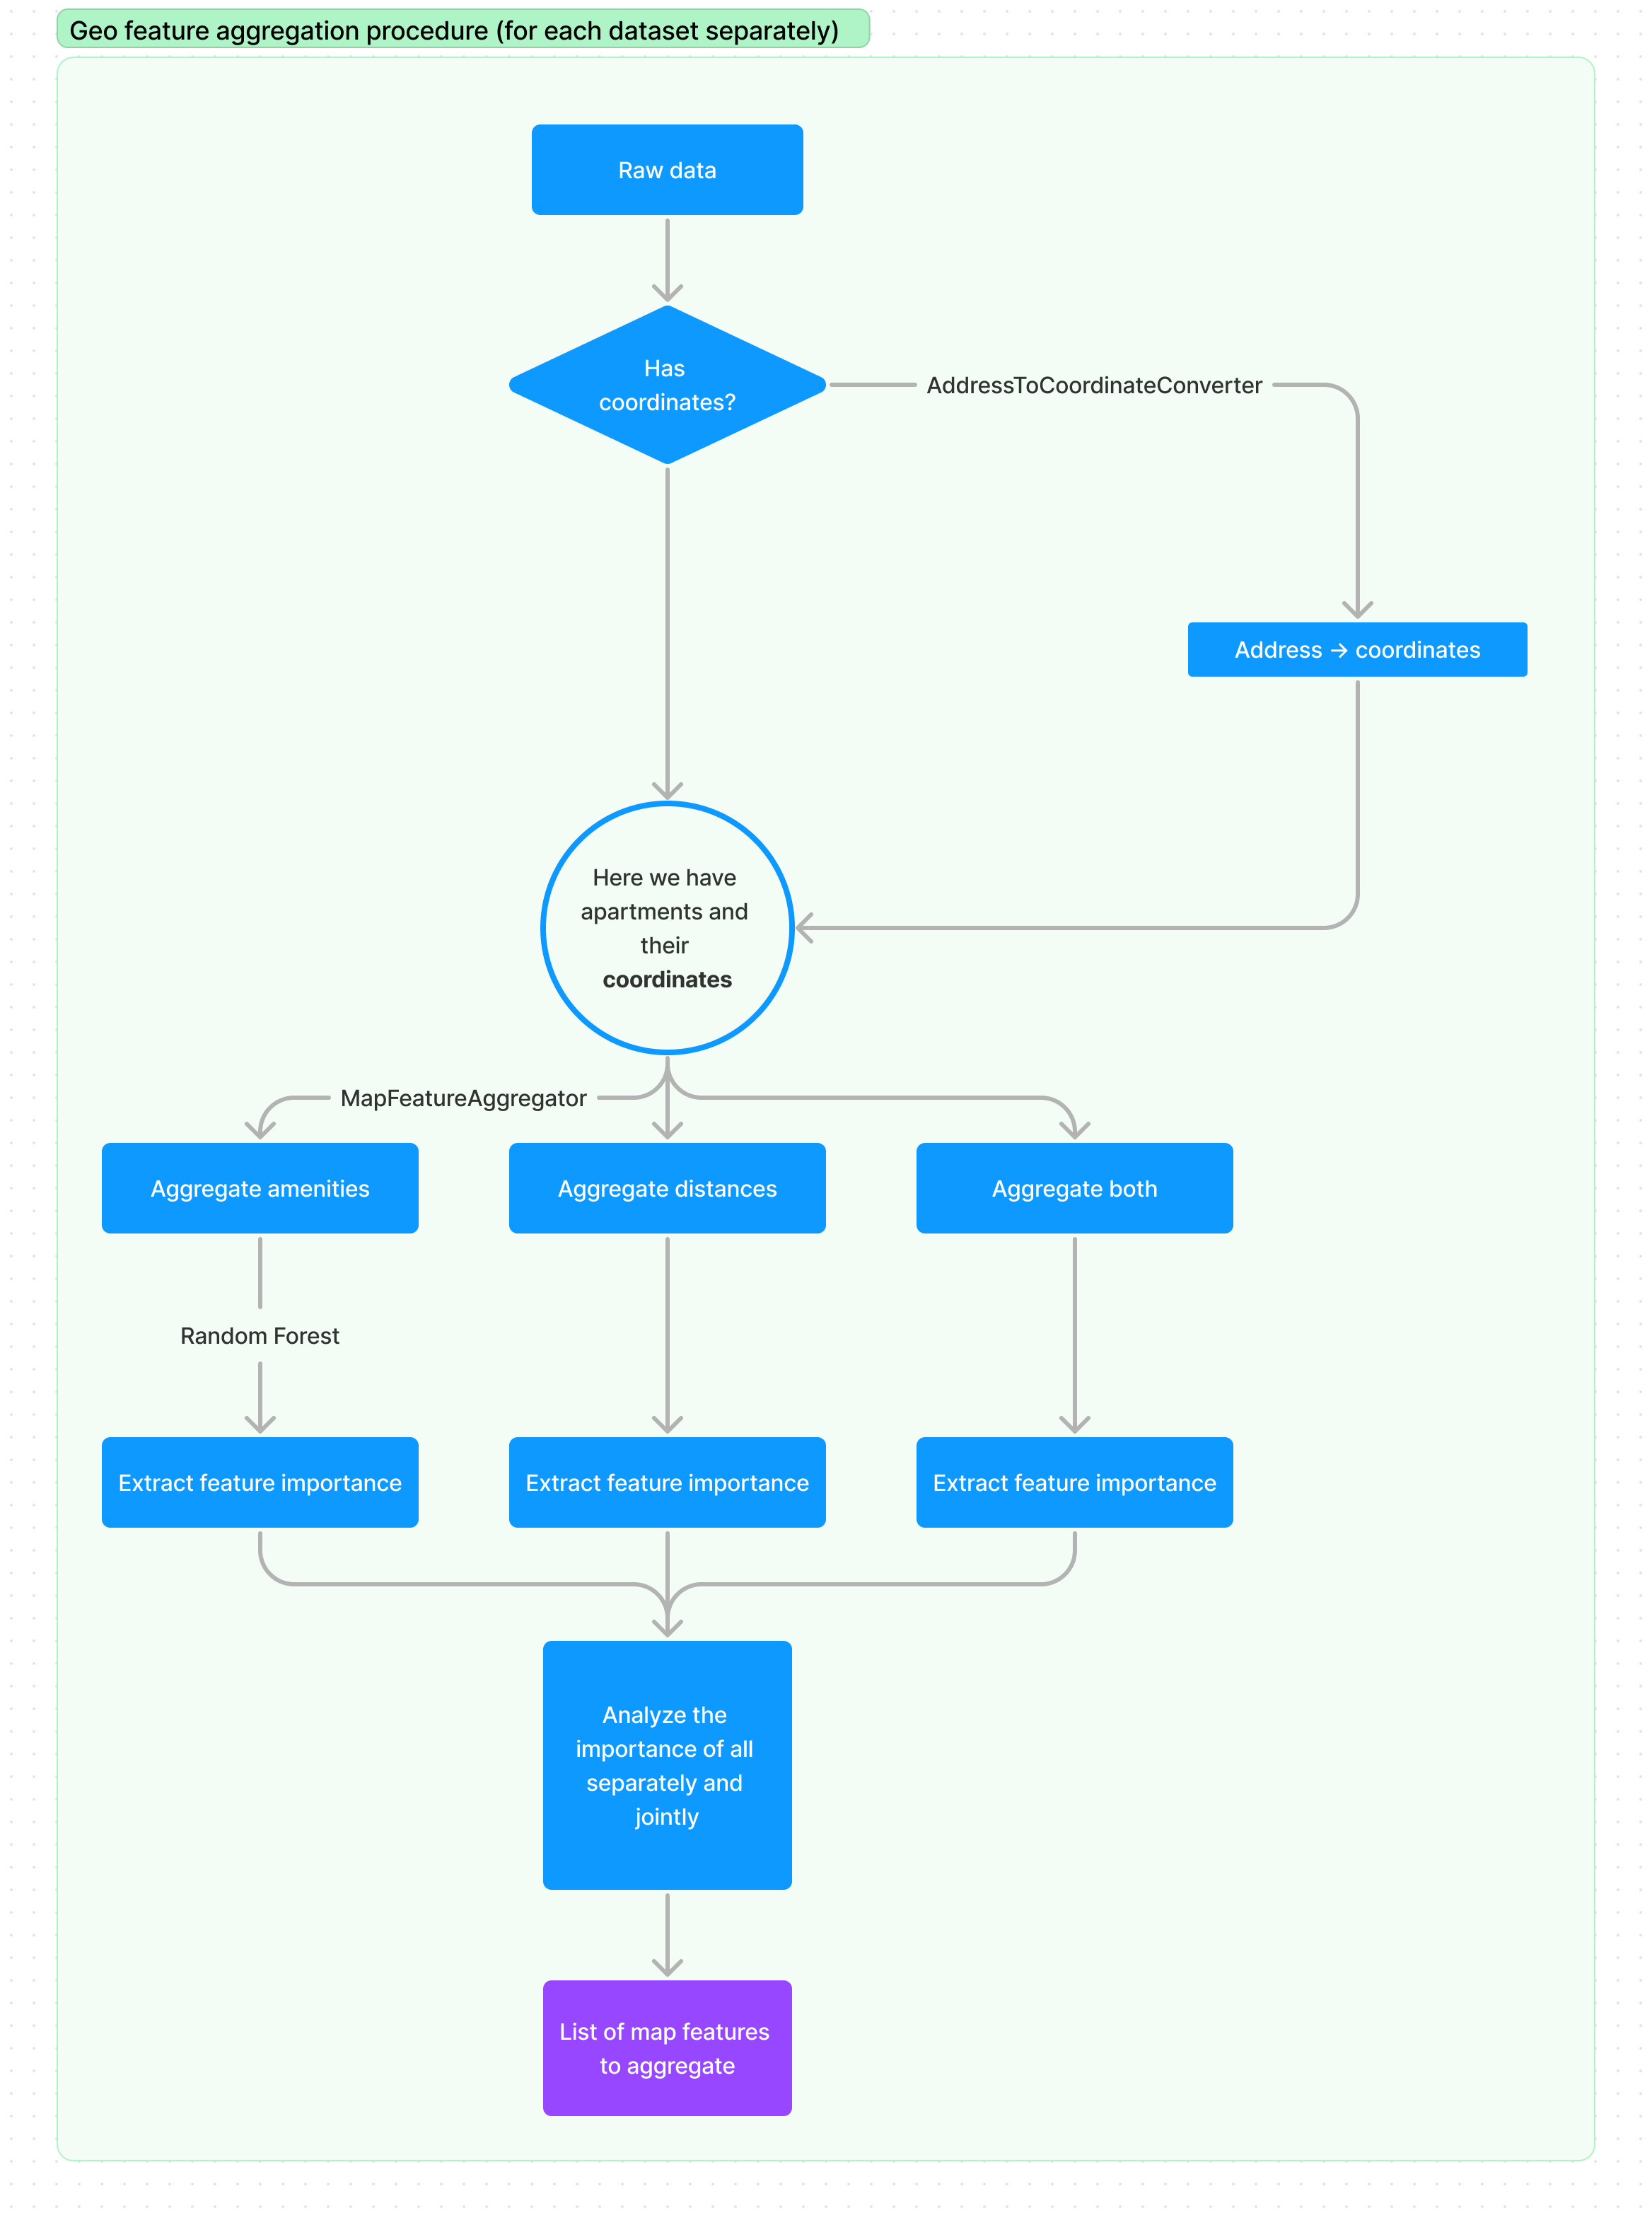 Geo feature aggregation procedure (for each dataset separately)
Raw data
Has
coordinates?
AddressToCoordinateConverter
Address → coordinates
Here we have
apartments and
their
coordinates
MapFeatureAggregator
Aggregate amenities
Aggregate distances
Aggregate both
Random Forest
Extract feature importance
Extract feature importance
Extract feature importance
Analyze the
importance of all
separately and
jointly
List of map features
to aggregate